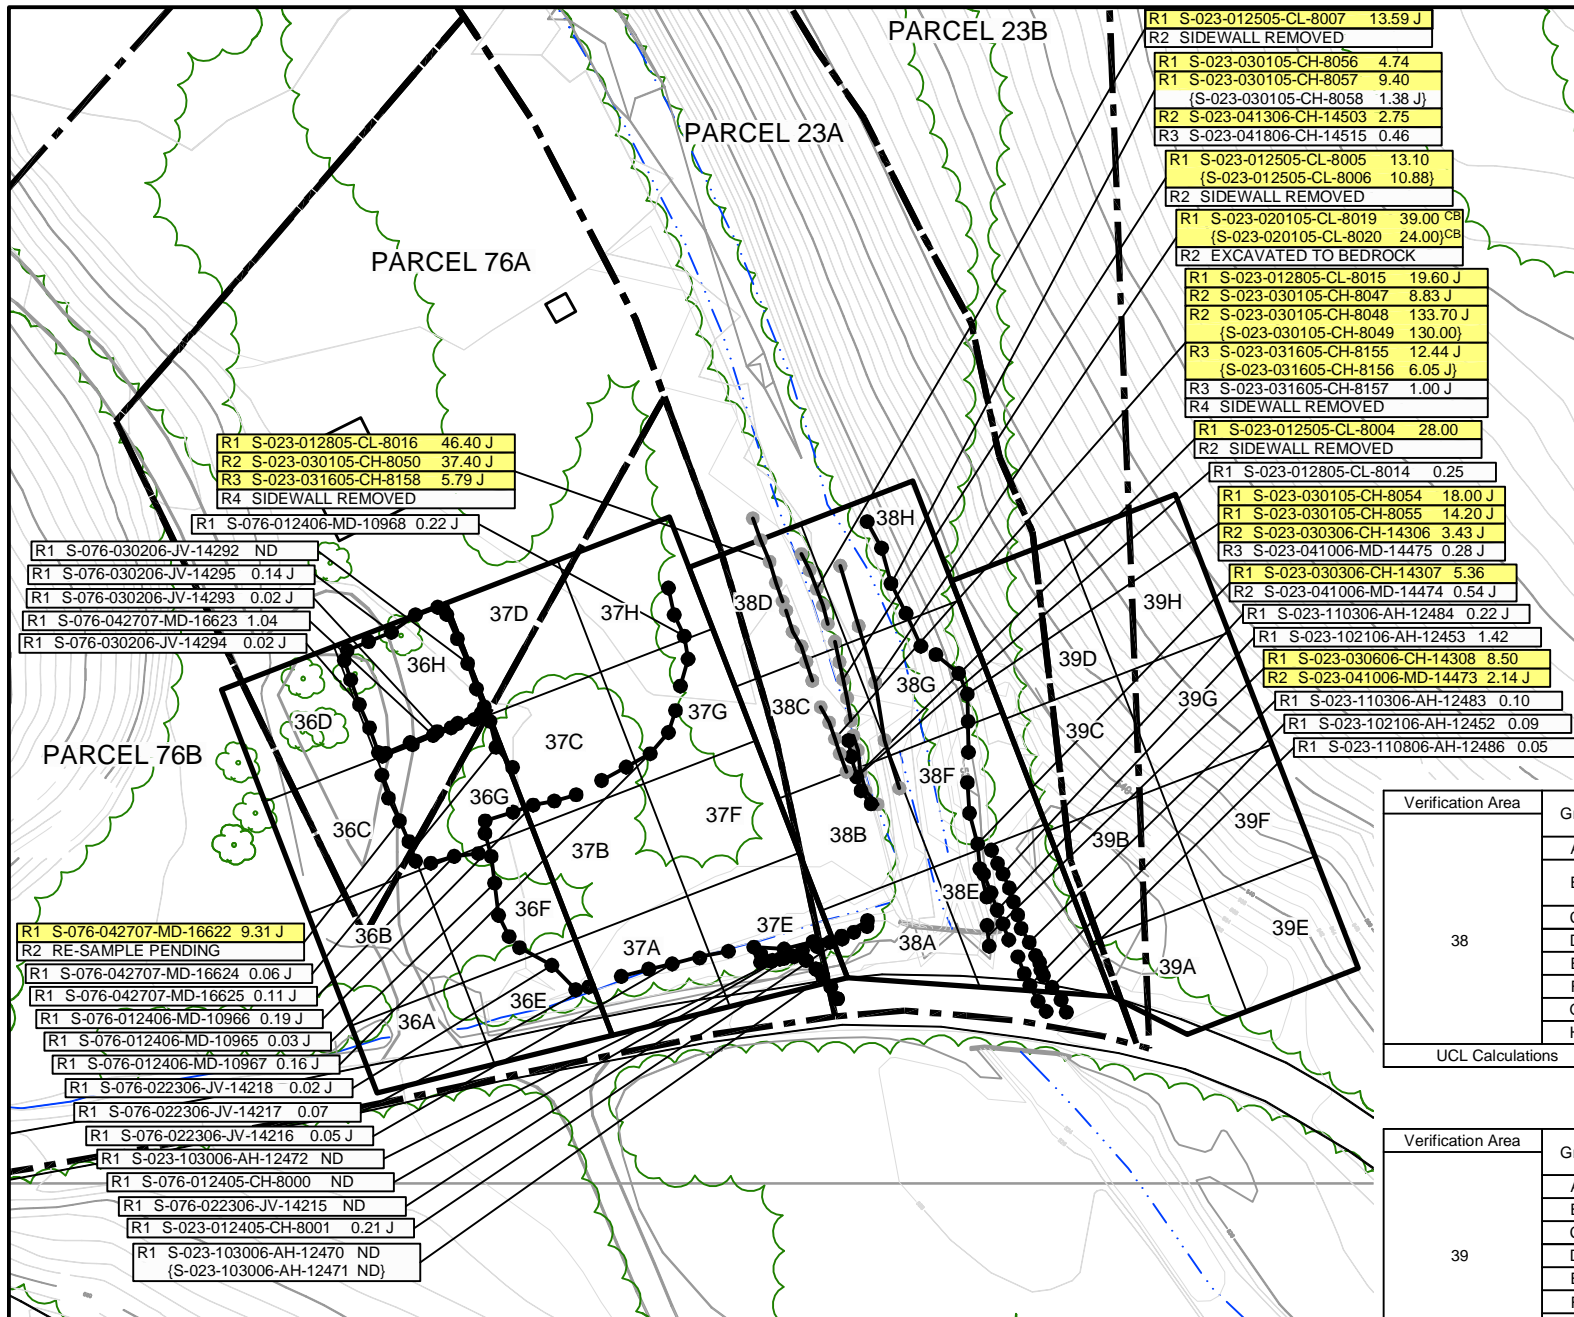 PARCEL 23B
PARCEL 23A
PARCEL 76A
PARCEL 76B
R1 S-023-012505-CL-8007 13.59 J
R2 SIDEWALL REMOVED
R1 S-023-030105-CH-8056 4.74
R1 S-023-030105-CH-8057 9.40
{S-023-030105-CH-8058 1.38 J}
R2 S-023-041306-CH-14503 2.75
R3 S-023-041806-CH-14515 0.46
R1 S-023-012505-CL-8005 13.10
{S-023-012505-CL-8006 10.88}
R2 SIDEWALL REMOVED
R1 S-023-020105-CL-8019 39.00 CB
{S-023-020105-CL-8020 24.00}CB
R2 EXCAVATED TO BEDROCK
R1 S-023-012805-CL-8015 19.60 J
R2 S-023-030105-CH-8047 8.83 J
R2 S-023-030105-CH-8048 133.70 J
{S-023-030105-CH-8049 130.00}
R3 S-023-031605-CH-8155 12.44 J
{S-023-031605-CH-8156 6.05 J}
R3 S-023-031605-CH-8157 1.00 J
R4 SIDEWALL REMOVED
R1 S-023-012505-CL-8004 28.00
R2 SIDEWALL REMOVED
R1 S-023-012805-CL-8014 0.25
R1 S-023-030105-CH-8054 18.00 J
R1 S-023-030105-CH-8055 14.20 J
R2 S-023-030306-CH-14306 3.43 J
R3 S-023-041006-MD-14475 0.28 J
R1 S-023-030306-CH-14307 5.36
R2 S-023-041006-MD-14474 0.54 J
R1 S-023-110306-AH-12484 0.22 J
R1 S-023-102106-AH-12453 1.42
R1 S-023-030606-CH-14308 8.50
R2 S-023-041006-MD-14473 2.14 J
R1 S-023-110306-AH-12483 0.10
R1 S-023-102106-AH-12452 0.09
R1 S-023-110806-AH-12486 0.05
R1 S-023-012805-CL-8016 46.40 J
R2 S-023-030105-CH-8050 37.40 J
R3 S-023-031605-CH-8158 5.79 J
R4 SIDEWALL REMOVED
R1 S-076-012406-MD-10968 0.22 J
R1 S-076-030206-JV-14292 ND
R1 S-076-030206-JV-14295 0.14 J
R1 S-076-030206-JV-14293 0.02 J
R1 S-076-042707-MD-16623 1.04
R1 S-076-030206-JV-14294 0.02 J
38H
38D
37H
37D
39H
36H
39D
38G
39G
37G
38C
39C
36D
37C
38F
36G
37F
39F
36C
38B
39B
37B
38E
36F
37E
39E
36B
37A
38A
39A
36E
36A
R1 S-076-042707-MD-16622 9.31 J
R2 RE-SAMPLE PENDING
R1 S-076-042707-MD-16624 0.06 J
R1 S-076-042707-MD-16625 0.11 J
R1 S-076-012406-MD-10966 0.19 J
R1 S-076-012406-MD-10965 0.03 J
R1 S-076-012406-MD-10967 0.16 J
R1 S-076-022306-JV-14218 0.02 J
R1 S-076-022306-JV-14217 0.07
R1 S-076-022306-JV-14216 0.05 J
R1 S-023-103006-AH-12472 ND
R1 S-076-012405-CH-8000 ND
R1 S-076-022306-JV-14215 ND
R1 S-023-012405-CH-8001 0.21 J
R1 S-023-103006-AH-12470 ND
{S-023-103006-AH-12471 ND}
Verification Area
38
UCL Calculations
Verification Area
39